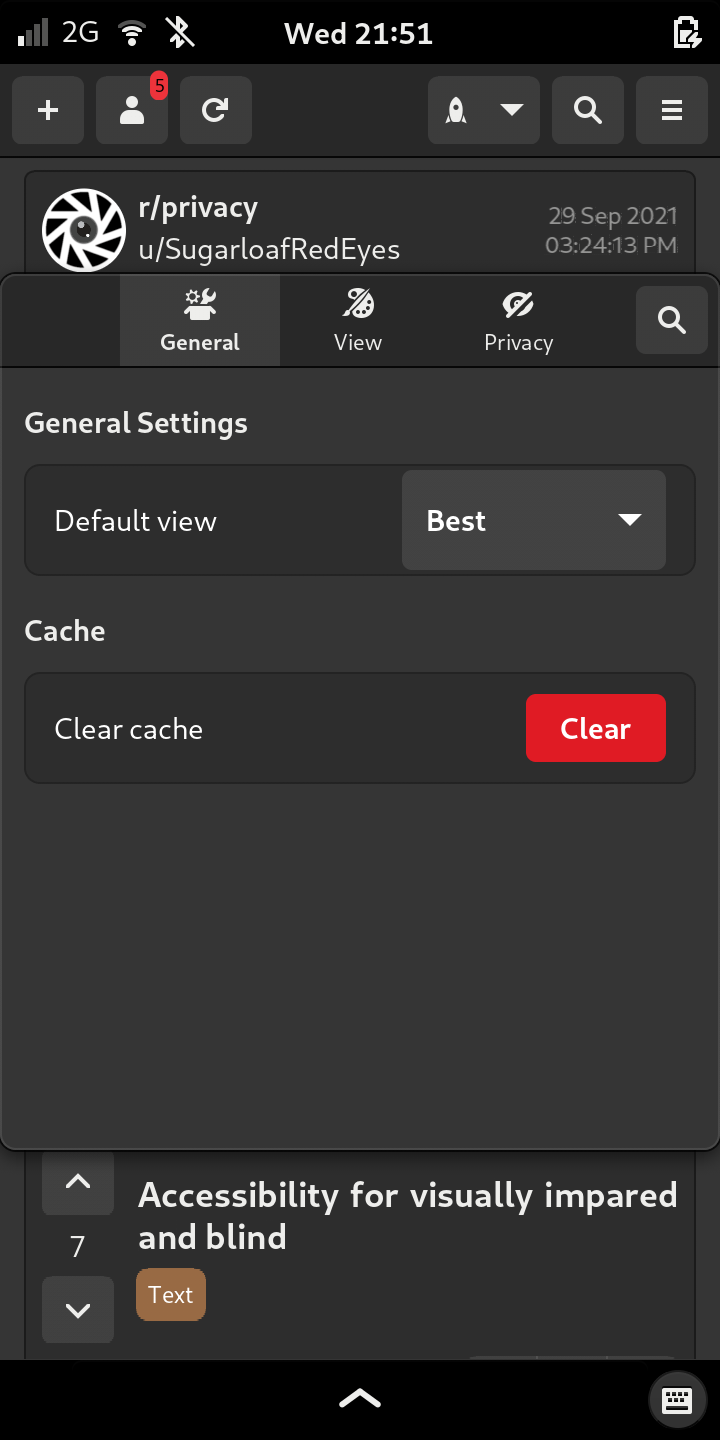 2G
Wed 21:51
5
r/privacy
29 Sep 2021
u/SugarloafRedEyes
03:24:13 PM
General
View
Privacy
General Settings
Default view
Best
Cache
Clear cache
Clear
Accessibility for visually impared
and blind
7
Text